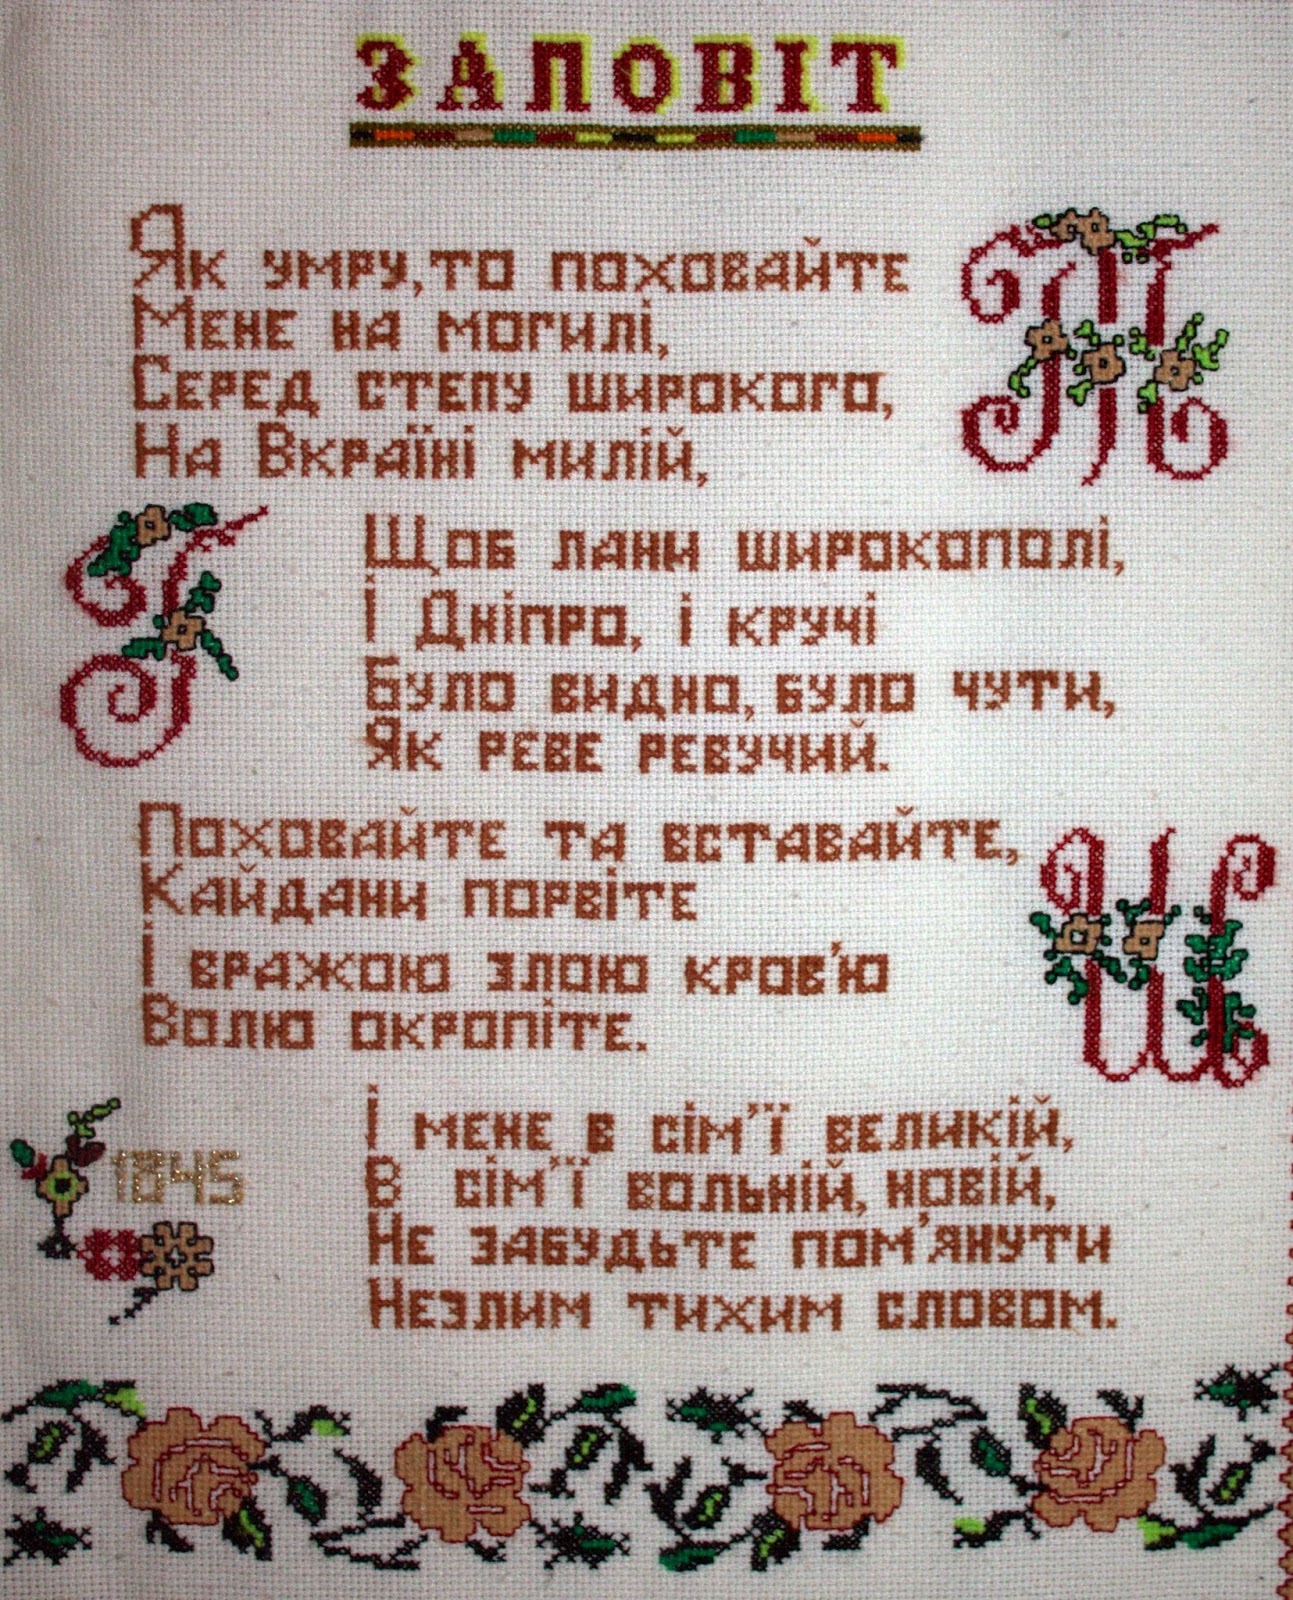 ЗАПОВІТ
Як умру, то поховайте
Мене на могилі,
Серед степу широкого,
На Вкраїні милій,
Т
Щоб лани широкополі,
І Дніпро, і кручі
Було видно, було чути,
Як реве ревучий.
Г
Поховайте та вставайте,
Кайдани порвіте
І вражою злою кров'ю
Волю окропіте.
Ш
І мене в сім'ї великій,
В сім'ї вольній, новій,
Не забудьте пом'янути
Незлим тихим словом.
1845